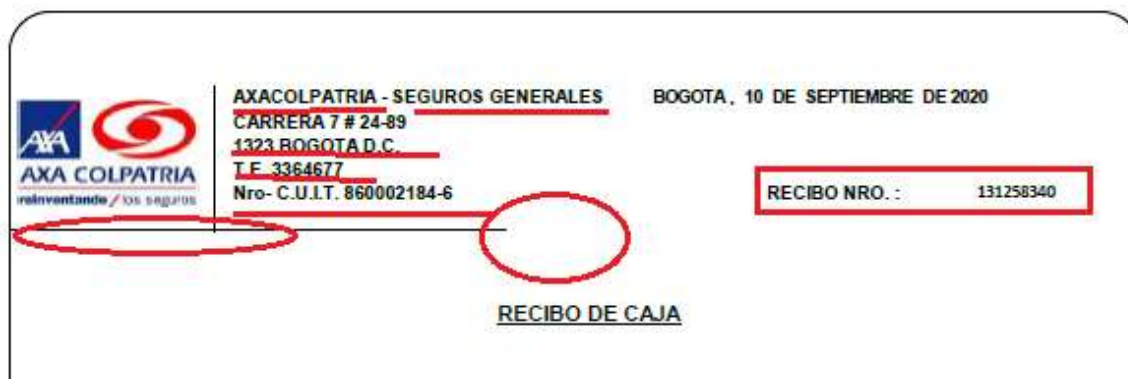 AXACOLPATRIA - SEGUROS GENERALES
BOGOTA, 10 DE SEPTIEMBRE DE 2020
CARRERA 7 # 24-89
1323 BOGOTA D.C.
T.E. 3364677
Nro- C.U.I.T. 860002184-6
AXA
AXA COLPATRIA
reinventando / los seguros
RECIBO NRO. : 131258340
RECIBO DE CAJA